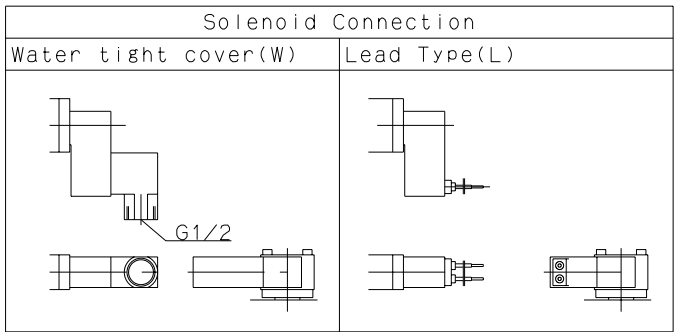 Solenoid Connection
Water tight cover(W)
Lead Type(L)
G1/2